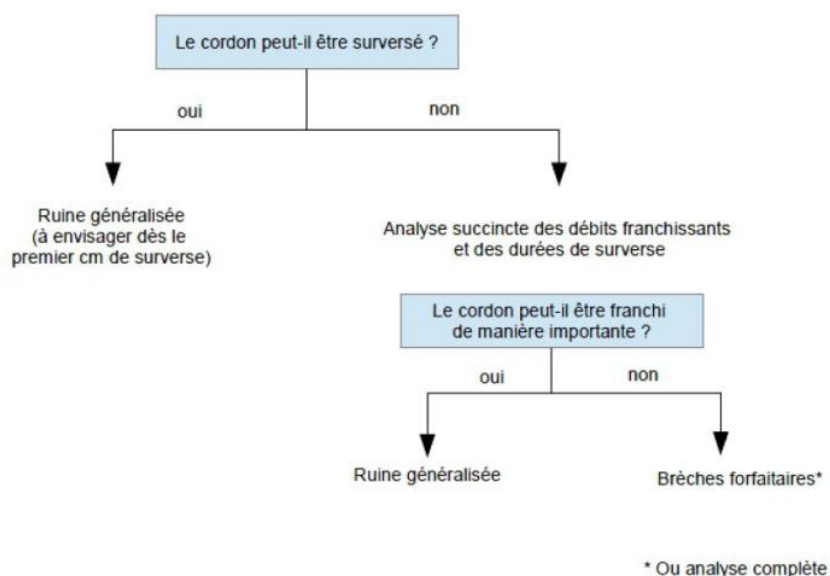 Le cordon peut-il être surversé ?
oui
non
Ruine généralisée
(à envisager dès le
premier cm de surverse)
Analyse succincte des débits franchissants
et des durées de surverse
Le cordon peut-il être franchi
de manière importante ?
oui
non
Ruine généralisée
Brèches forfaitaires*
* Ou analyse complète